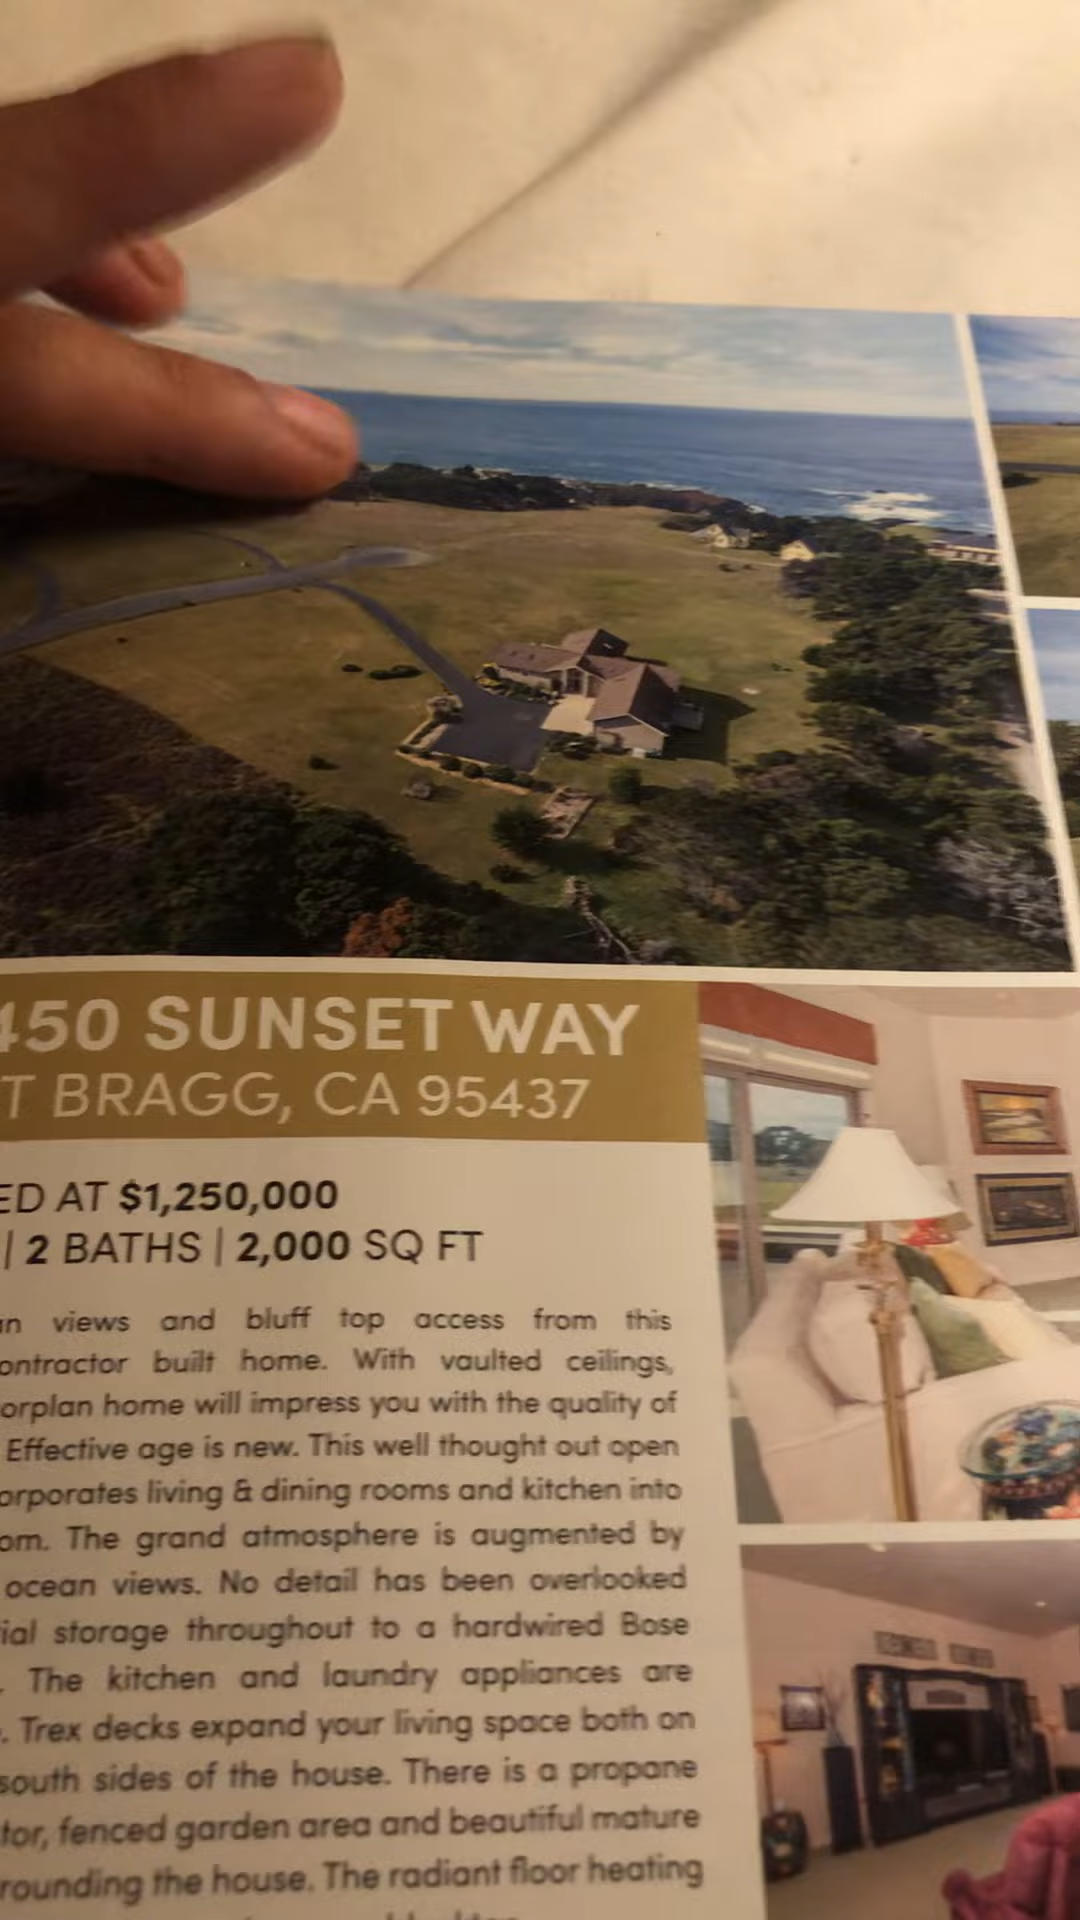 450 SUNSET WAY
T BRAGG, CA 95437
ED AT $1,250,000
| 2 BATHS | 2,000 SQ FT
an views and bluff top access from this
ontractor built home. With vaulted ceilings,
orplan home will impress you with the quality of
Effective age is new. This well thought out open
orporates living & dining rooms and kitchen into
om. The grand atmosphere is augmented by
ocean views. No detail has been overlooked
ial storage throughout to a hardwired Bose
. The kitchen and laundry appliances are
. Trex decks expand your living space both on
south sides of the house. There is a propane
tor, fenced garden area and beautiful mature
rounding the house. The radiant floor heating